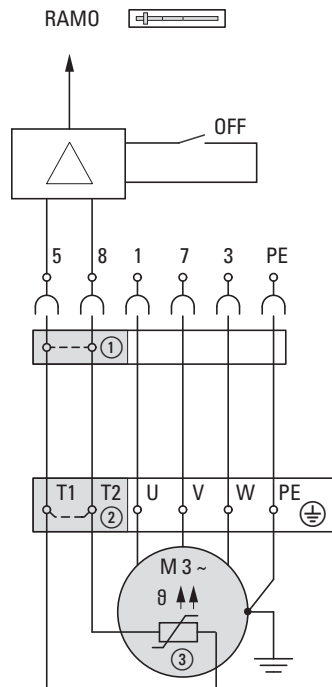 RAMO
OFF
5 8 1 7 3 PE
1
T1 T2 U V W PE
2
M 3 ~
ϑ
3